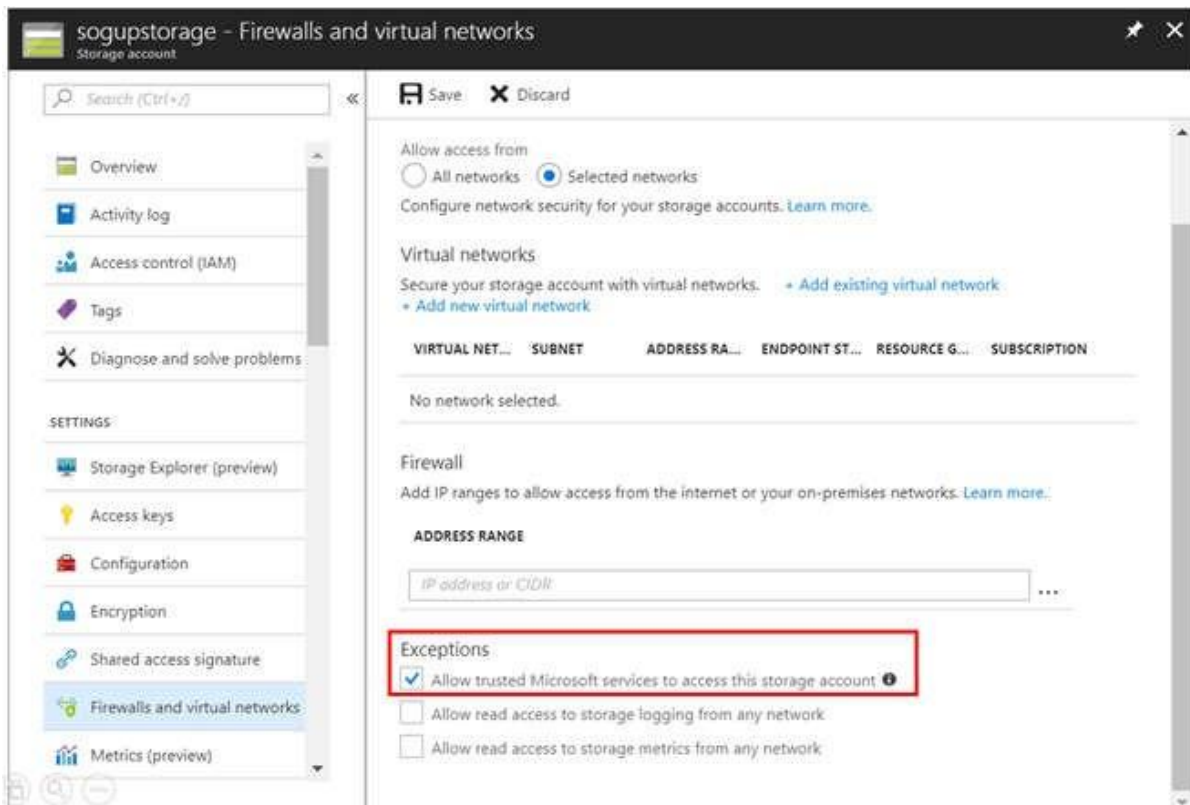 sogupstorage - Firewalls and virtual networks
Storage account
Search (Ctrl+/)
Overview
Activity log
Access control (IAM)
Tags
Diagnose and solve problems
SETTINGS
Storage Explorer (preview)
Access keys
Configuration
Encryption
Shared access signature
Firewalls and virtual networks
Metrics (preview)
Save Discard
Allow access from
All networks Selected networks
Configure network security for your storage accounts. Learn more.
Virtual networks
Secure your storage account with virtual networks. + Add existing virtual network
+ Add new virtual network
VIRTUAL NET... SUBNET ADDRESS RA... ENDPOINT ST... RESOURCE G... SUBSCRIPTION
No network selected.
Firewall
Add IP ranges to allow access from the internet or your on-premises networks. Learn more.
ADDRESS RANGE
IP address or CIDR
Exceptions
Allow trusted Microsoft services to access this storage account
Allow read access to storage logging from any network
Allow read access to storage metrics from any network